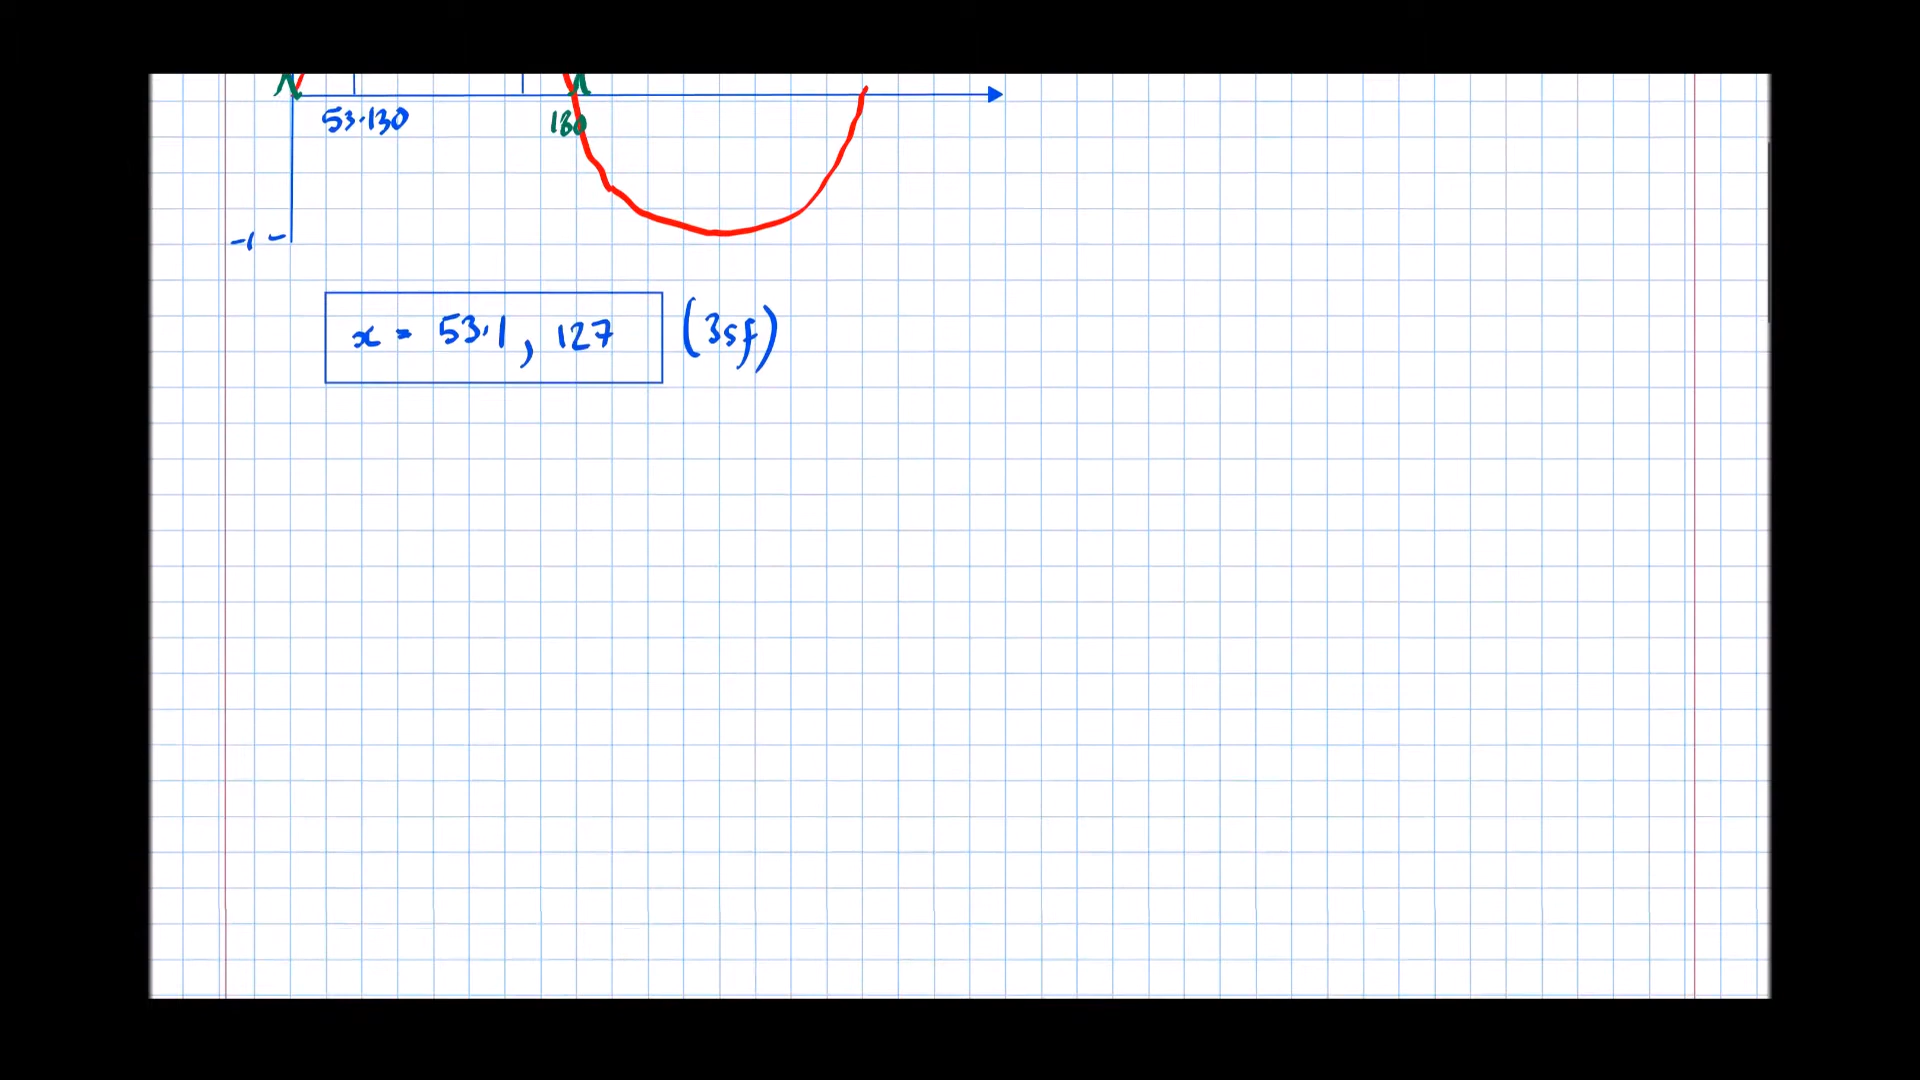 53.130
180
-1
x = 53.1, 127 (3sf)